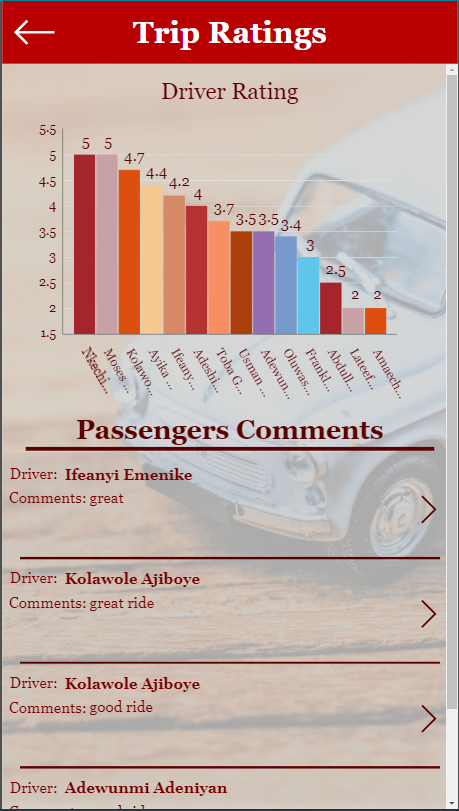 Trip Ratings
Driver Rating
5.5
5
4.5
4
3.5
3
2.5
2
1.5
5 5 4.7 4.4 4.2 4 3.7 3.5 3.5 3.4 3 2.5 2 2
Nkechi... Moses ... Kolawo... Ayika... Ifeany... Adeshi... Toba G... Usman ... Adewun... Oluwas... Frankl... Abdull... Lateef... Amaech...
Passengers Comments
Driver: Ifeanyi Emenike
Comments: great
Driver: Kolawole Ajiboye
Comments: great ride
Driver: Kolawole Ajiboye
Comments: good ride
Driver: Adewunmi Adeniyan